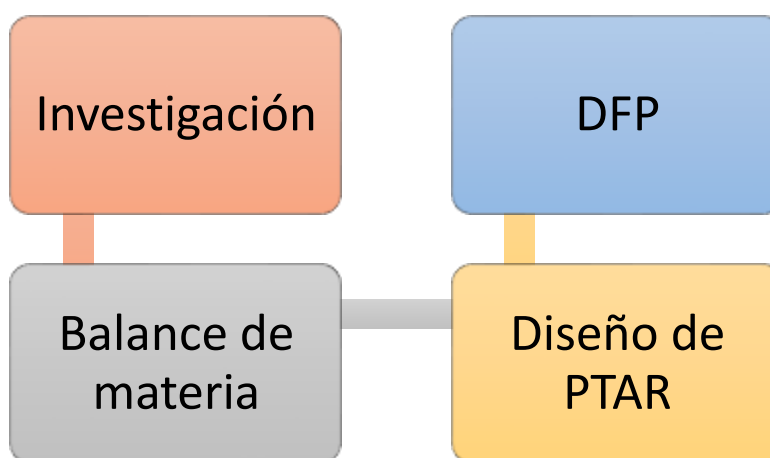 Investigación
DFP
Balance de
materia
Diseño de
PTAR